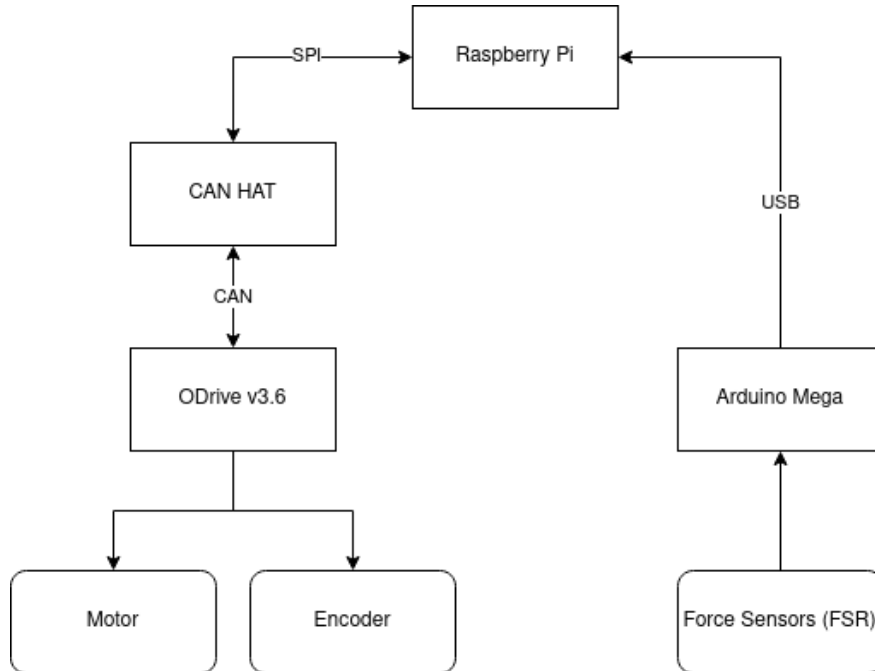 Raspberry Pi
SPI
CAN HAT
USB
CAN
ODrive v3.6
Arduino Mega
Motor
Encoder
Force Sensors (FSR)